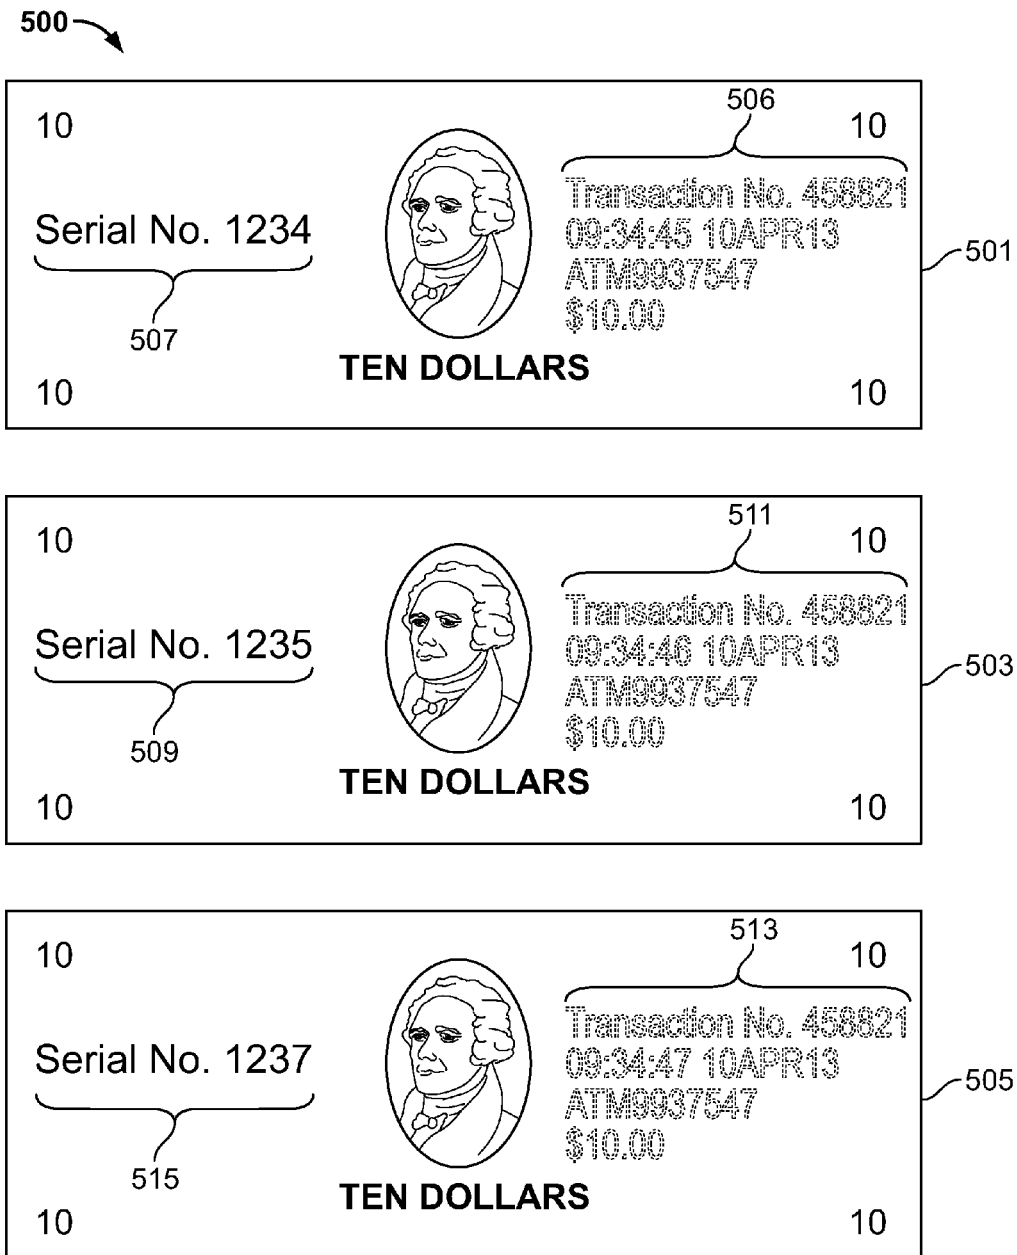 500
506
10
10
Transaction No. 458821
Serial No. 1234
09:34:45 10APR13
501
ATM9937547
507
$10.00
TEN DOLLARS
10
10
511
10
10
Transaction No. 458821
Serial No. 1235
09:34:46 10APR13
503
ATM9937547
509
$10.00
TEN DOLLARS
10
10
513
10
10
Transaction No. 458821
Serial No. 1237
09:34:47 10APR13
505
ATM9937547
515
$10.00
TEN DOLLARS
10
10